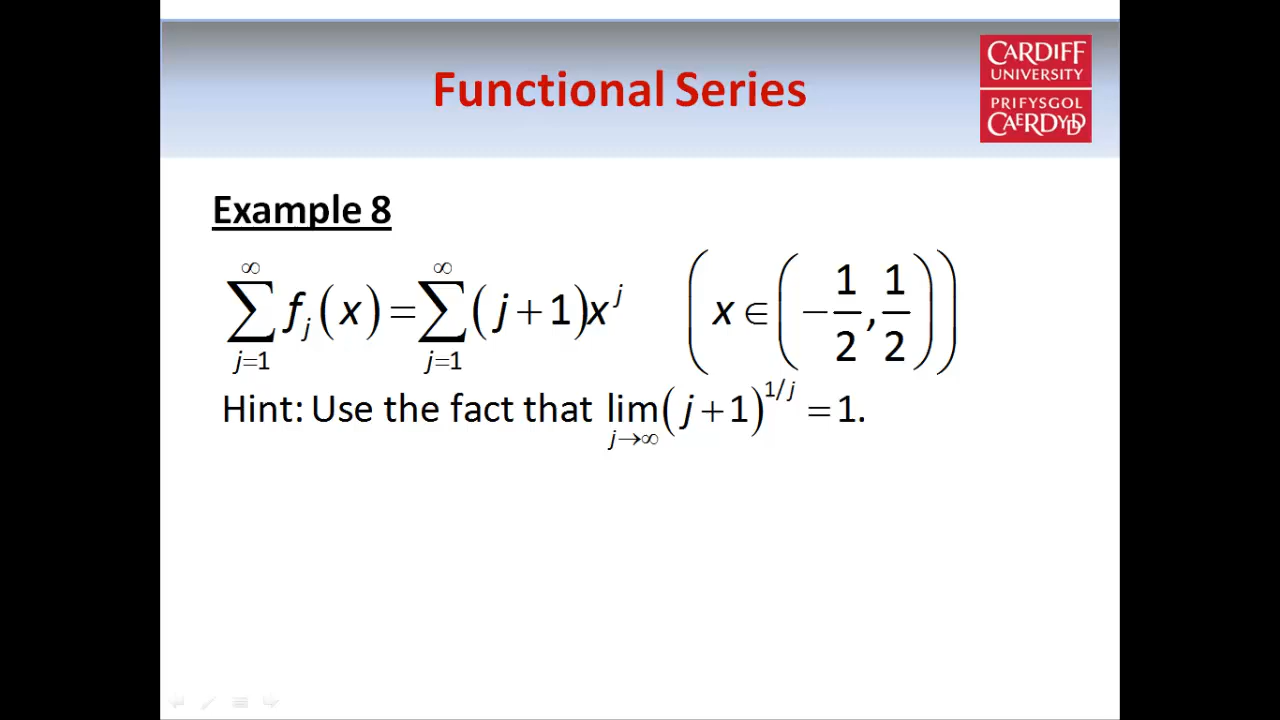 Functional Series
CARDIFF
UNIVERSITY
PRIFYSGOL
CAERDYDD
Example 8
∑_{j=1}^{∞} f_j(x) = ∑_{j=1}^{∞} (j+1)x^j (x ∈ (−1/2, 1/2))
Hint: Use the fact that lim_{j→∞} (j+1)^{1/j} = 1.